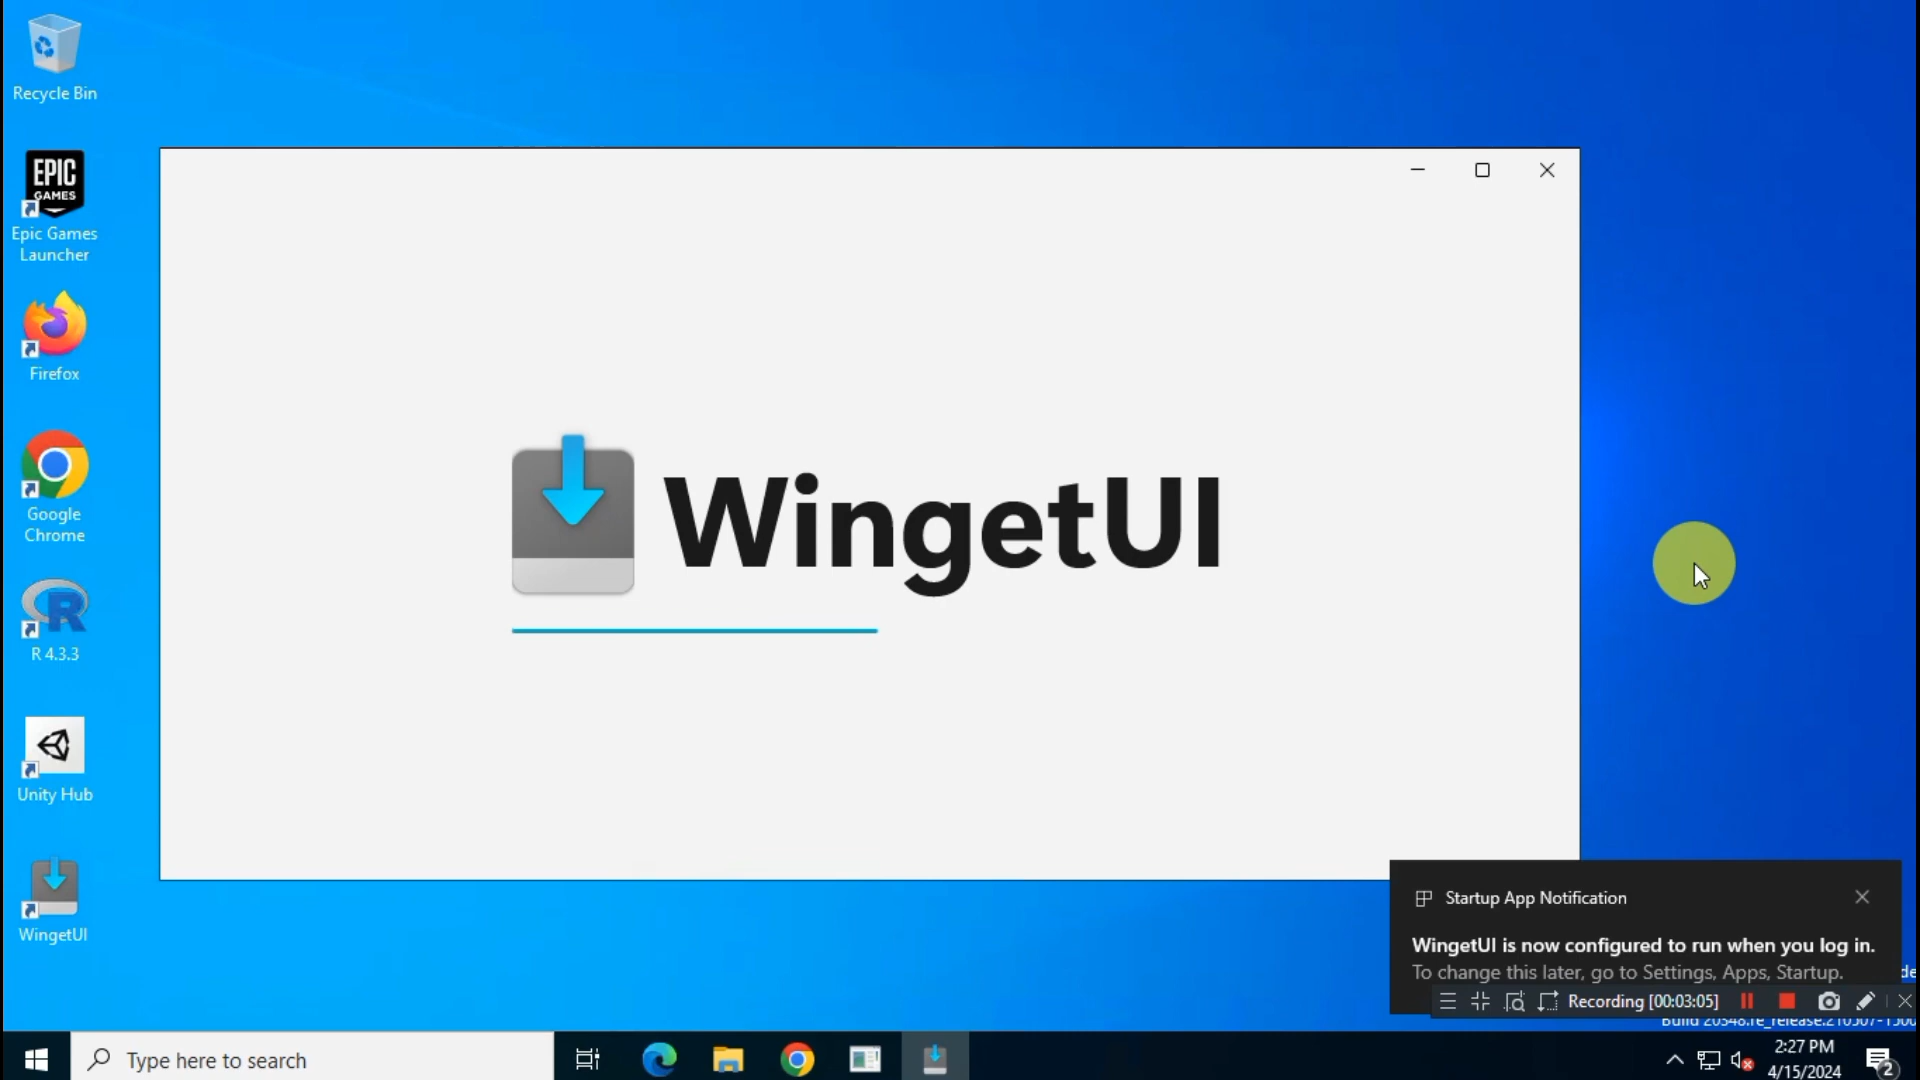 Recycle Bin
EPIC
GAMES
Epic Games
Launcher
Firefox
Google
Chrome
R
R 4.3.3
Unity Hub
WingetUI
WingetUI
Startup App Notification
WingetUI is now configured to run when you log in.
To change this later, go to Settings, Apps, Startup.
Recording [00:03:05]
Type here to search
2:27 PM
4/15/2024
2